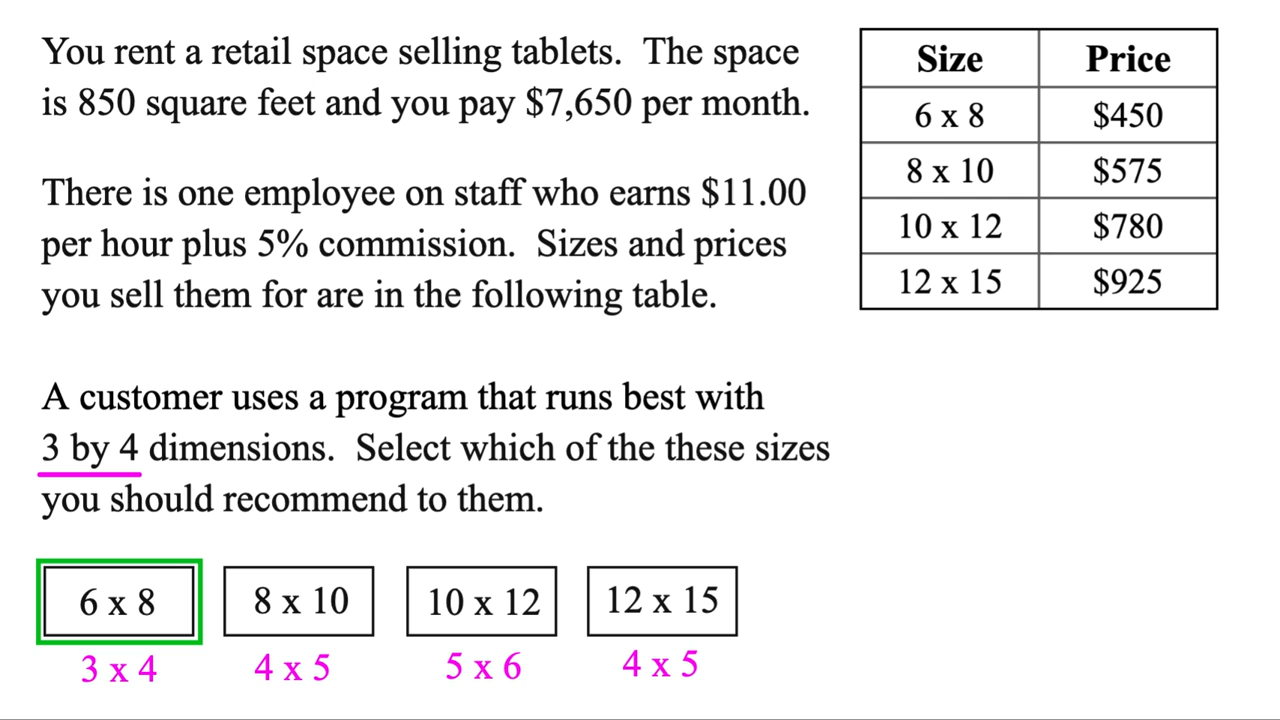 You rent a retail space selling tablets. The space
is 850 square feet and you pay $7,650 per month.
There is one employee on staff who earns $11.00
per hour plus 5% commission. Sizes and prices
you sell them for are in the following table.
Size Price
6 x 8 $450
8 x 10 $575
10 x 12 $780
12 x 15 $925
A customer uses a program that runs best with
3 by 4 dimensions. Select which of the these sizes
you should recommend to them.
6 x 8 8 x 10 10 x 12 12 x 15
3 x 4 4 x 5 5 x 6 4 x 5